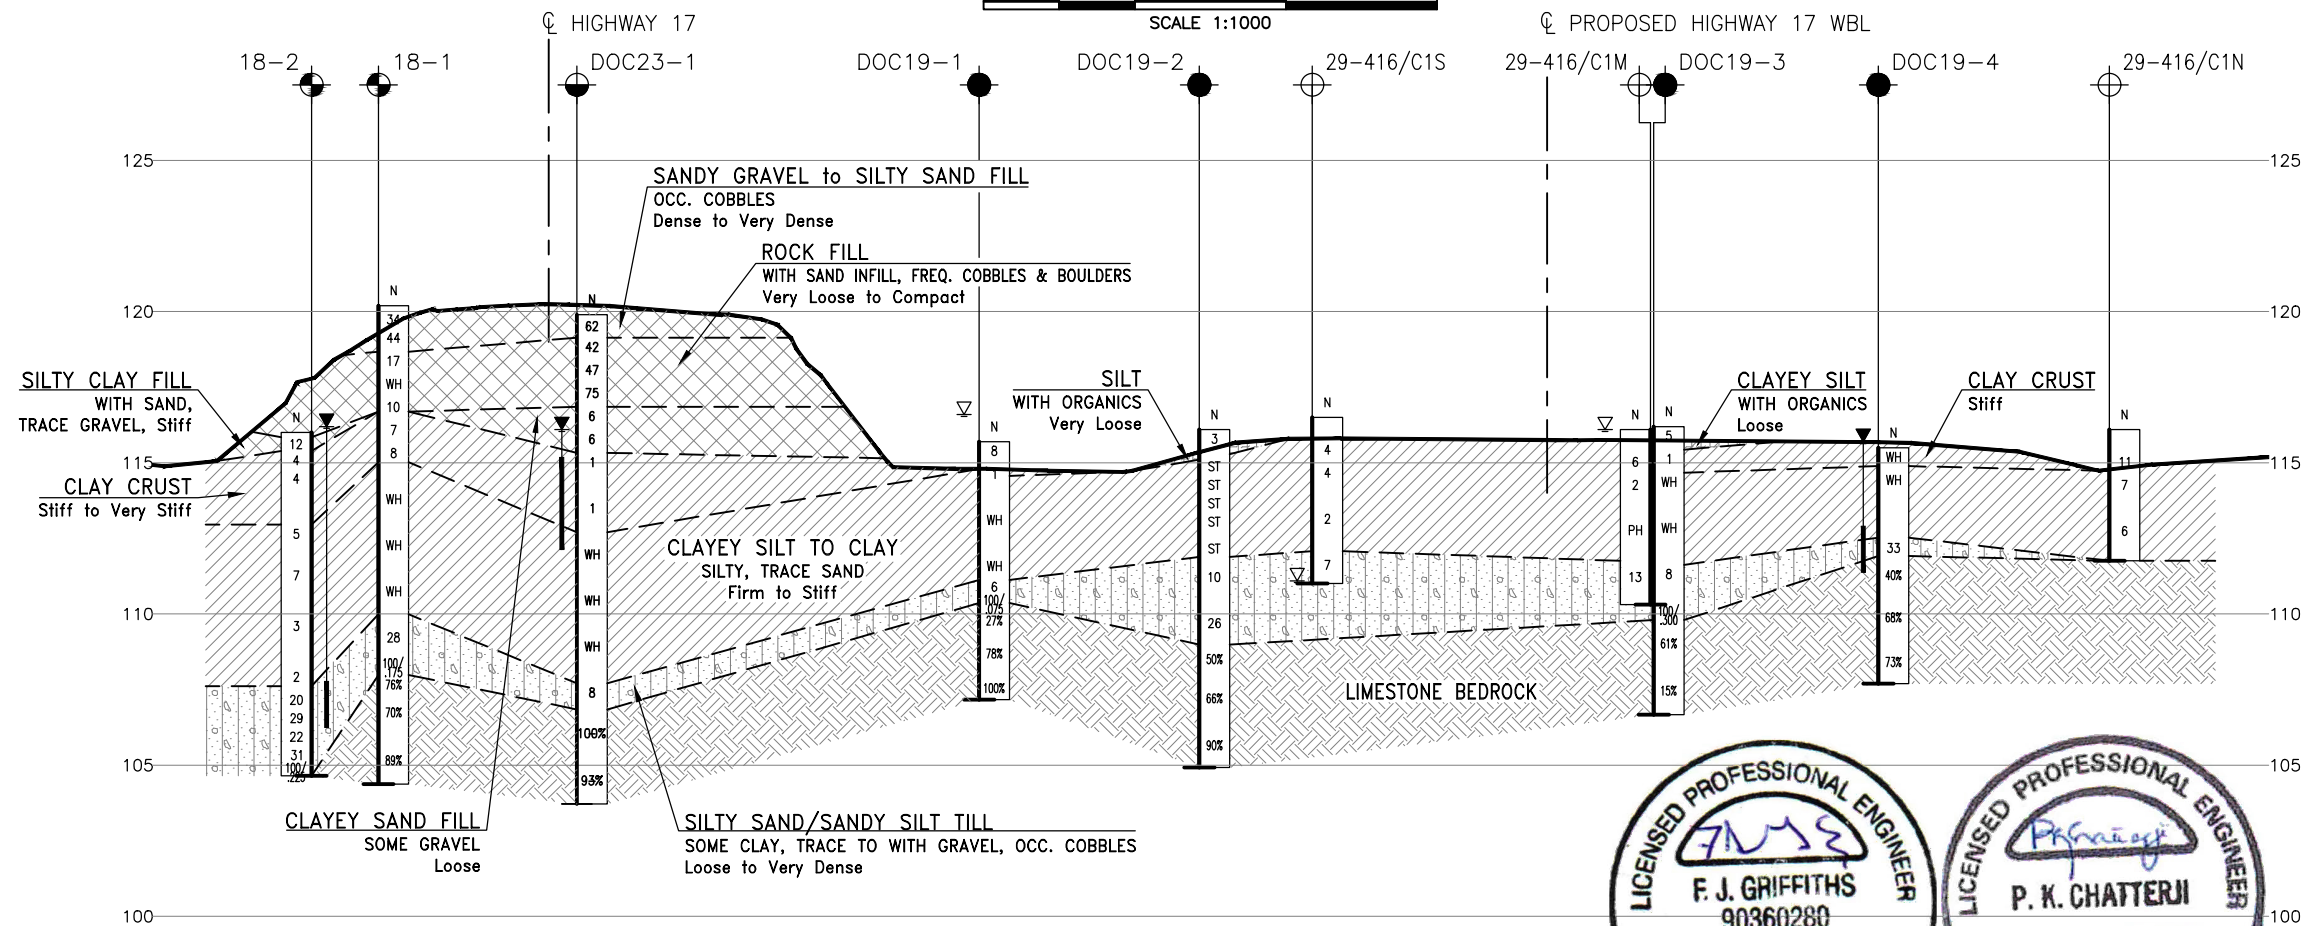 ℄ HIGHWAY 17
SCALE 1:1000
℄ PROPOSED HIGHWAY 17 WBL
18-2
18-1
DOC23-1
DOC19-1
DOC19-2
29-416/C1S
29-416/C1M
DOC19-3
DOC19-4
29-416/C1N
125
125
SANDY GRAVEL to SILTY SAND FILL
OCC. COBBLES
Dense to Very Dense
ROCK FILL
WITH SAND INFILL, FREQ. COBBLES & BOULDERS
Very Loose to Compact
120
120
SILTY CLAY FILL
WITH SAND,
TRACE GRAVEL, Stiff
SILT
WITH ORGANICS
Very Loose
CLAYEY SILT
WITH ORGANICS
Loose
CLAY CRUST
Stiff
115
115
CLAY CRUST
Stiff to Very Stiff
CLAYEY SILT TO CLAY
SILTY, TRACE SAND
Firm to Stiff
110
110
LIMESTONE BEDROCK
105
105
CLAYEY SAND FILL
SOME GRAVEL
Loose
SILTY SAND/SANDY SILT TILL
SOME CLAY, TRACE TO WITH GRAVEL, OCC. COBBLES
Loose to Very Dense
100
100
N
12
4
4
5
7
3
2
20
29
22
31
100/
.225
N
34
44
17
WH
10
7
8
WH
WH
WH
28
100/
.175
76%
70%
89%
N
62
42
47
75
6
6
1
1
WH
WH
WH
8
100%
93%
N
8
1
WH
WH
6
100/
.075
27%
78%
100%
N
3
ST
ST
ST
ST
ST
10
26
50%
66%
90%
N
4
4
2
7
N
6
2
PH
13
N
5
1
WH
WH
8
100/
.300
61%
15%
N
WH
WH
33
40%
68%
73%
N
11
7
6
LICENSED PROFESSIONAL ENGINEER
F. J. GRIFFITHS
90360280
LICENSED PROFESSIONAL ENGINEER
P. K. CHATTERJI